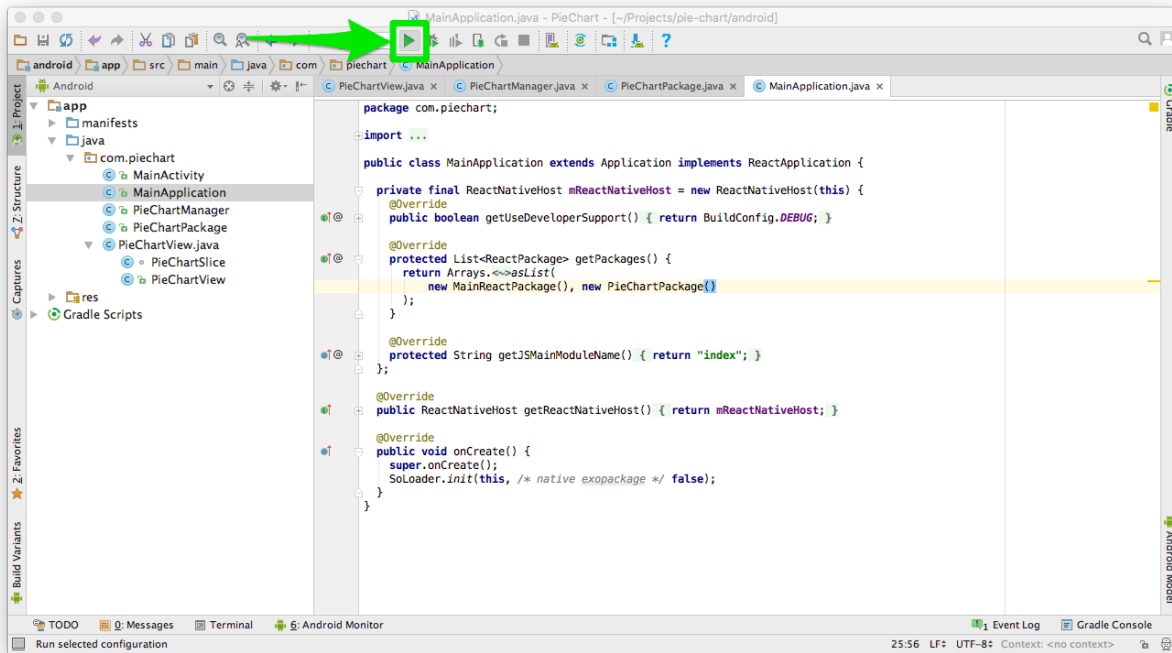 MainApplication.java - PieChart - [~/Projects/pie-chart/android]
android app src main java com piechart MainApplication
Android
PieChartView.java PieChartManager.java PieChartPackage.java MainApplication.java
1: Project
Z: Structure
Captures
2: Favorites
Build Variants
app
manifests
java
com.piechart
MainActivity
MainApplication
PieChartManager
PieChartPackage
PieChartView.java
PieChartSlice
PieChartView
res
Gradle Scripts
package com.piechart;
import ...
public class MainApplication extends Application implements ReactApplication {
private final ReactNativeHost mReactNativeHost = new ReactNativeHost(this) {
@Override
public boolean getUseDeveloperSupport() { return BuildConfig.DEBUG; }
@Override
protected List<ReactPackage> getPackages() {
return Arrays.<~>asList(
new MainReactPackage(), new PieChartPackage()
);
}
@Override
protected String getJSMainModuleName() { return "index"; }
};
@Override
public ReactNativeHost getReactNativeHost() { return mReactNativeHost; }
@Override
public void onCreate() {
super.onCreate();
SoLoader.init(this, /* native exopackage */ false);
}
}
Gradle
Android Model
TODO 0: Messages Terminal 6: Android Monitor 1 Event Log Gradle Console
Run selected configuration 25:56 LF UTF-8 Context: <no context>